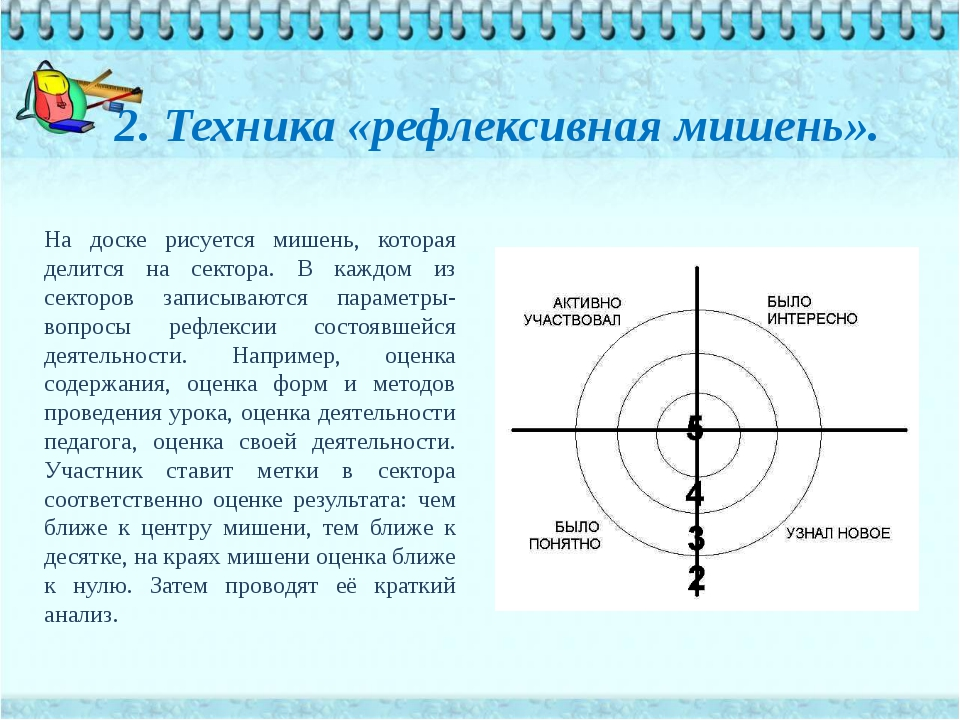 2. Техника «рефлексивная мишень».
На доске рисуется мишень, которая
делится на сектора. В каждом из
секторов записываются параметры-
вопросы рефлексии состоявшейся
деятельности. Например, оценка
содержания, оценка форм и методов
проведения урока, оценка деятельности
педагога, оценка своей деятельности.
Участник ставит метки в сектора
соответственно оценке результата: чем
ближе к центру мишени, тем ближе к
десятке, на краях мишени оценка ближе
к нулю. Затем проводят её краткий
анализ.
АКТИВНО
УЧАСТВОВАЛ
БЫЛО
ИНТЕРЕСНО
5
4
3
2
БЫЛО
ПОНЯТНО
УЗНАЛ НОВОЕ